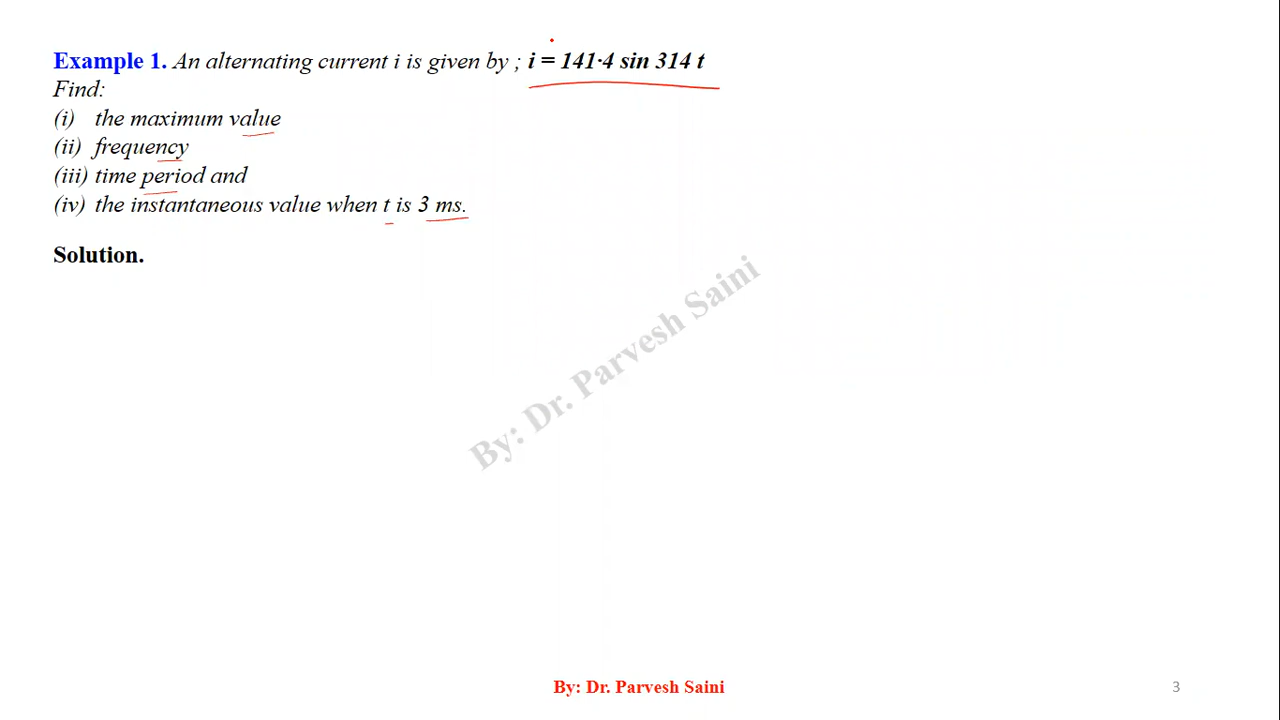 Example 1. An alternating current i is given by ; i = 141·4 sin 314 t
Find:
(i) the maximum value
(ii) frequency
(iii) time period and
(iv) the instantaneous value when t is 3 ms.
Solution.
By: Dr. Parvesh Saini
By: Dr. Parvesh Saini
3